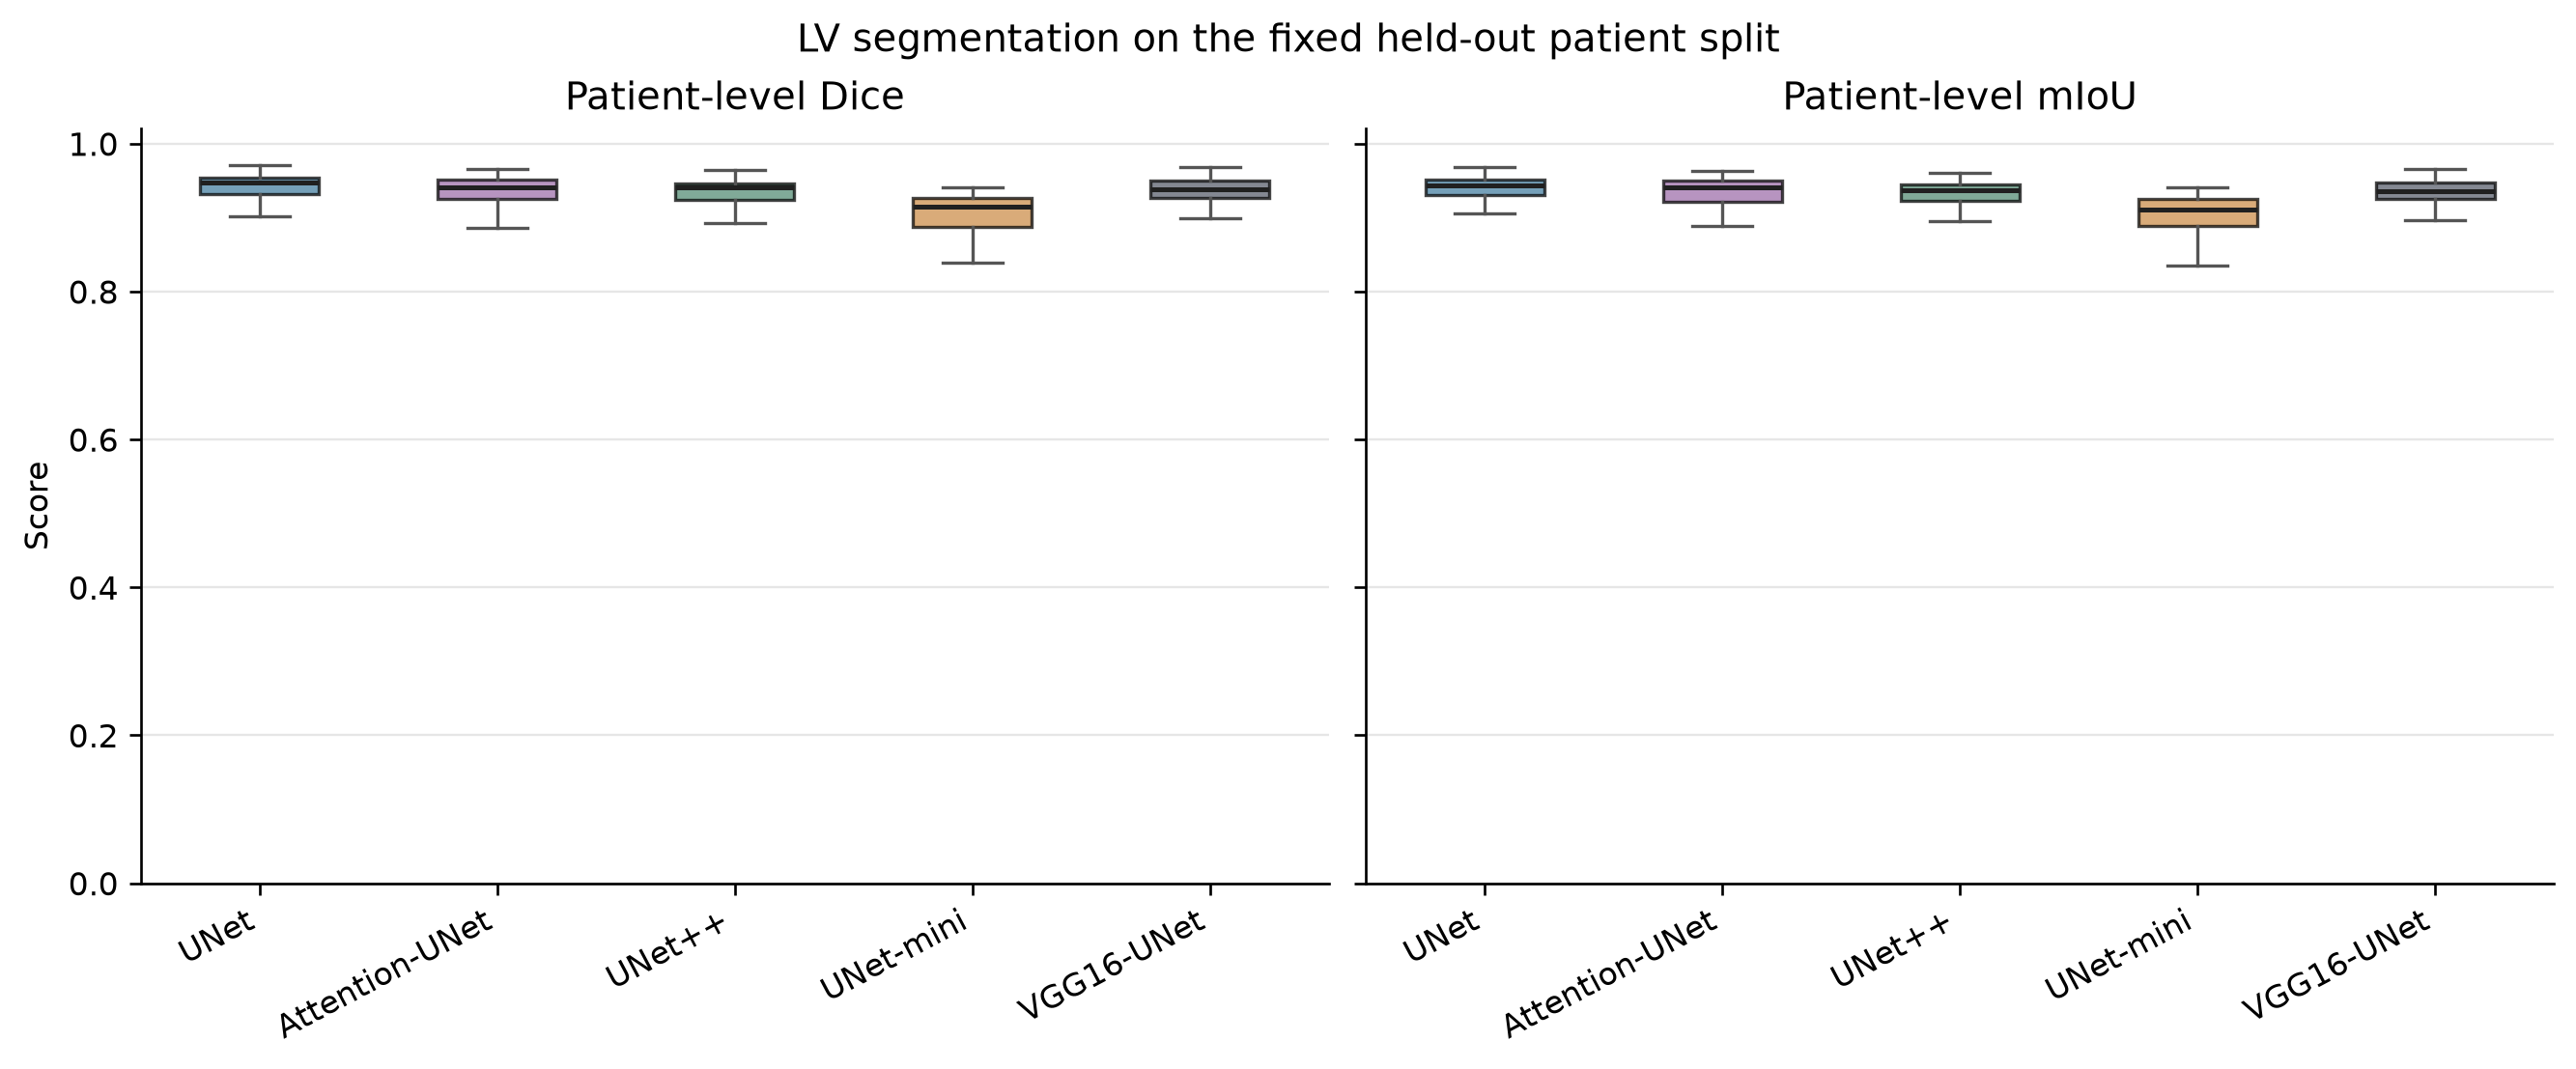 LV segmentation on the fixed held-out patient split
Patient-level Dice
Patient-level mIoU
Score
1.0
0.8
0.6
0.4
0.2
0.0
UNet
Attention-UNet
UNet++
UNet-mini
VGG16-UNet
UNet
Attention-UNet
UNet++
UNet-mini
VGG16-UNet